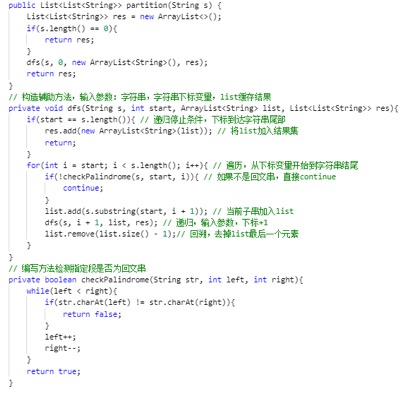 public List<List<String>> partition(String s) {
List<List<String>> res = new ArrayList<>();
if(s.length() == 0){
return res;
}
dfs(s, 0, new ArrayList<String>(), res);
return res;
}
// 构造辅助方法，输入参数：字符串，字符串下标变量，list缓存结果
private void dfs(String s, int start, ArrayList<String> list, List<List<String>> res){
if(start == s.length()){ // 递归停止条件，下标到达字符串尾部
res.add(new ArrayList<String>(list)); // 将list加入结果集
return;
}
for(int i = start; i < s.length(); i++){ // 遍历，从下标变量开始到字符串结尾
if(!checkPalindrome(s, start, i)){ // 如果不是回文串，直接continue
continue;
}
list.add(s.substring(start, i + 1)); // 当前子串加入list
dfs(s, i + 1, list, res); // 递归，输入参数，下标+1
list.remove(list.size() - 1);// 回溯，去掉list最后一个元素
}
}
// 编写方法检测指定段是否为回文串
private boolean checkPalindrome(String str, int left, int right){
while(left < right){
if(str.charAt(left) != str.charAt(right)){
return false;
}
left++;
right--;
}
return true;
}